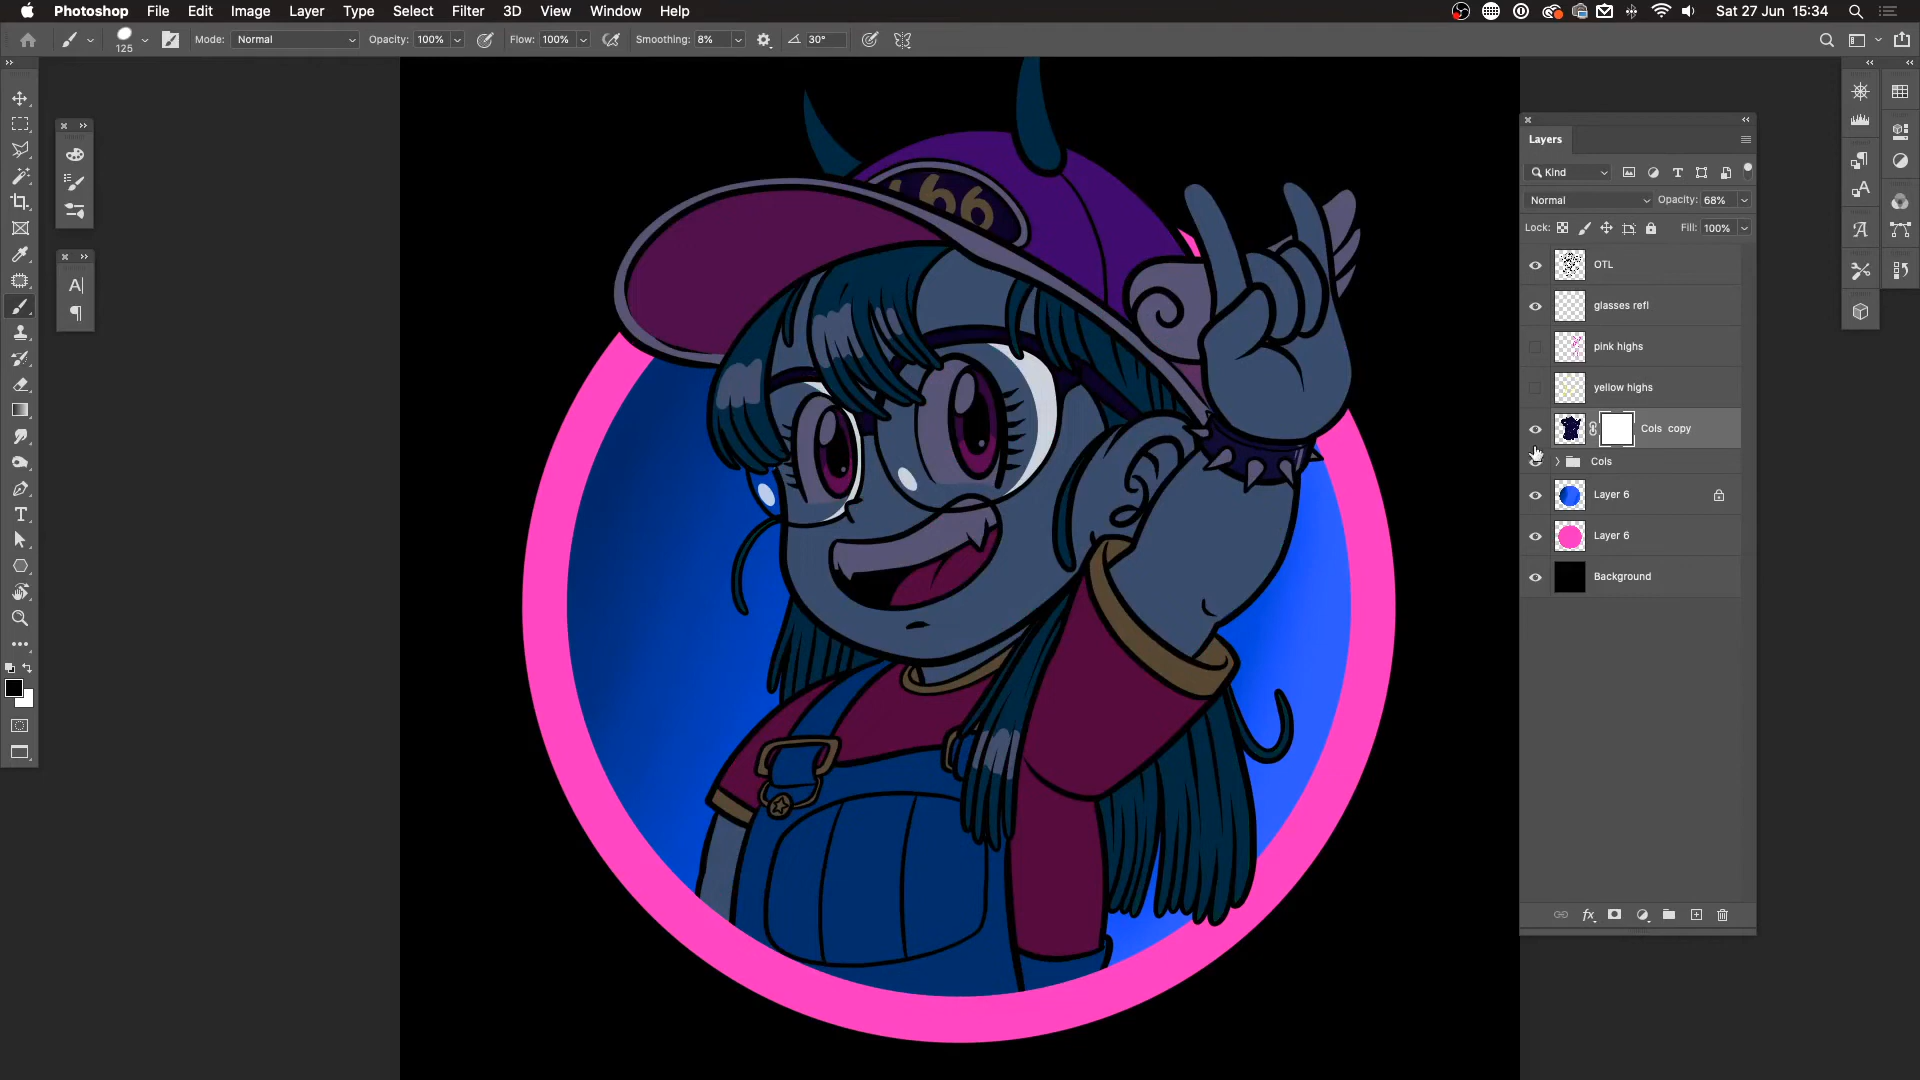 Photoshop File Edit Image Layer Type Select Filter 3D View Window Help Sat 27 Jun 15:34
125 Mode: Normal Opacity: 100% Flow: 100% Smoothing: 8% 30°
Layers
Kind
Normal Opacity: 68%
Lock: Fill: 100%
OTL
glasses refl
pink highs
yellow highs
Cols copy
Cols
Layer 6
Layer 6
Background
fx